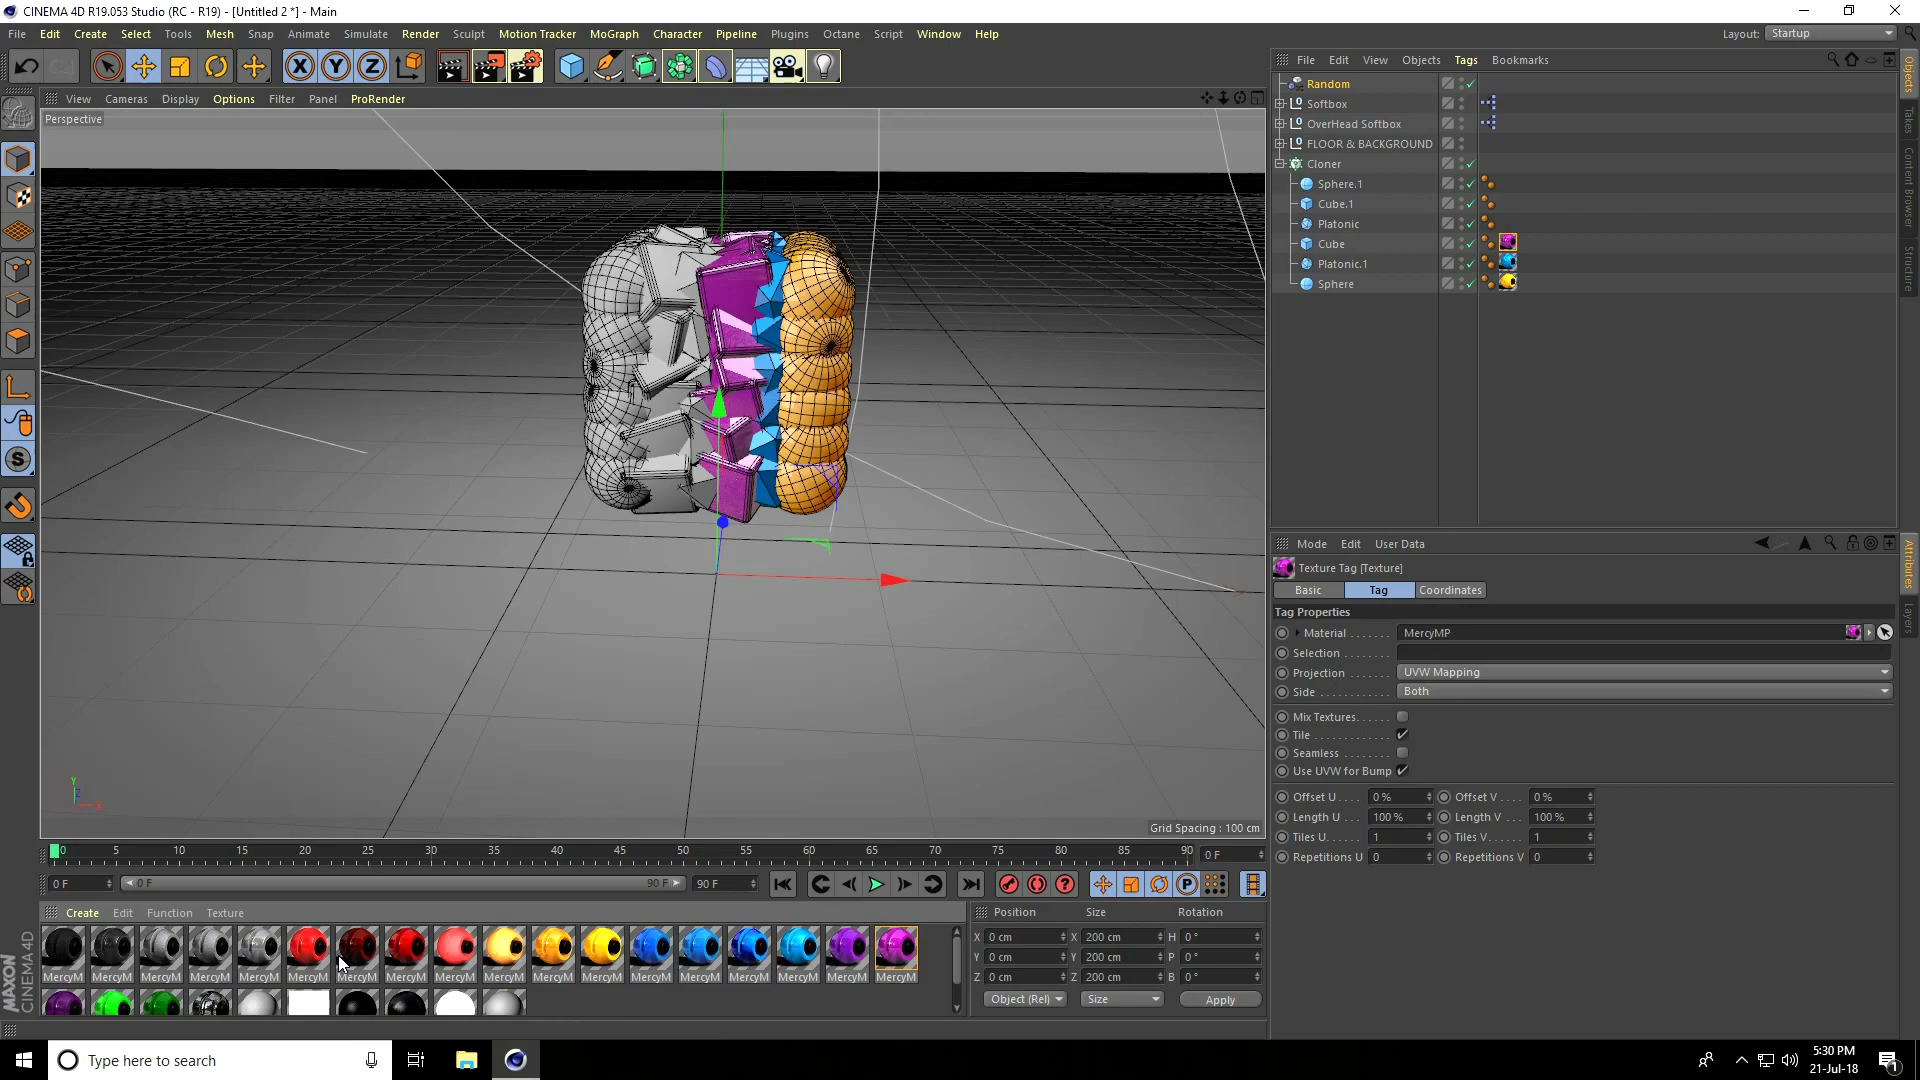 CINEMA 4D R19.053 Studio (RC - R19) - [Untitled 2 *] - Main
File Edit Create Select Tools Mesh Snap Animate Simulate Render Sculpt Motion Tracker MoGraph Character Pipeline Plugins Octane Script Window Help
Layout: Startup
View Cameras Display Options Filter Panel ProRender
Perspective
File Edit View Objects Tags Bookmarks
Random
Softbox
OverHead Softbox
FLOOR & BACKGROUND
Cloner
Sphere.1
Cube.1
Platonic
Cube
Platonic.1
Sphere
Objects
Takes
Content Browser
Structure
Mode Edit User Data
Texture Tag [Texture]
Basic Tag Coordinates
Tag Properties
Material MercyMP
Selection
Projection UVW Mapping
Side Both
Mix Textures
Tile
Seamless
Use UVW for Bump
Offset U 0 % Offset V 0 %
Length U 100 % Length V 100 %
Tiles U 1 Tiles V 1
Repetitions U 0 Repetitions V 0
Attributes
Layers
Y
Z
X
Grid Spacing : 100 cm
0 5 10 15 20 25 30 35 40 45 50 55 60 65 70 75 80 85 90 0 F
0 F 0 F 90 F 90 F
Create Edit Function Texture
MercyM MercyM MercyM MercyM MercyM MercyM MercyM MercyM MercyM MercyM MercyM MercyM MercyM MercyM MercyM MercyM MercyM MercyM
Position Size Rotation
X 0 cm X 200 cm H 0 °
Y 0 cm Y 200 cm P 0 °
Z 0 cm Z 200 cm B 0 °
Object (Rel) Size Apply
MAXON
CINEMA 4D
Type here to search
5:30 PM
21-Jul-18
1